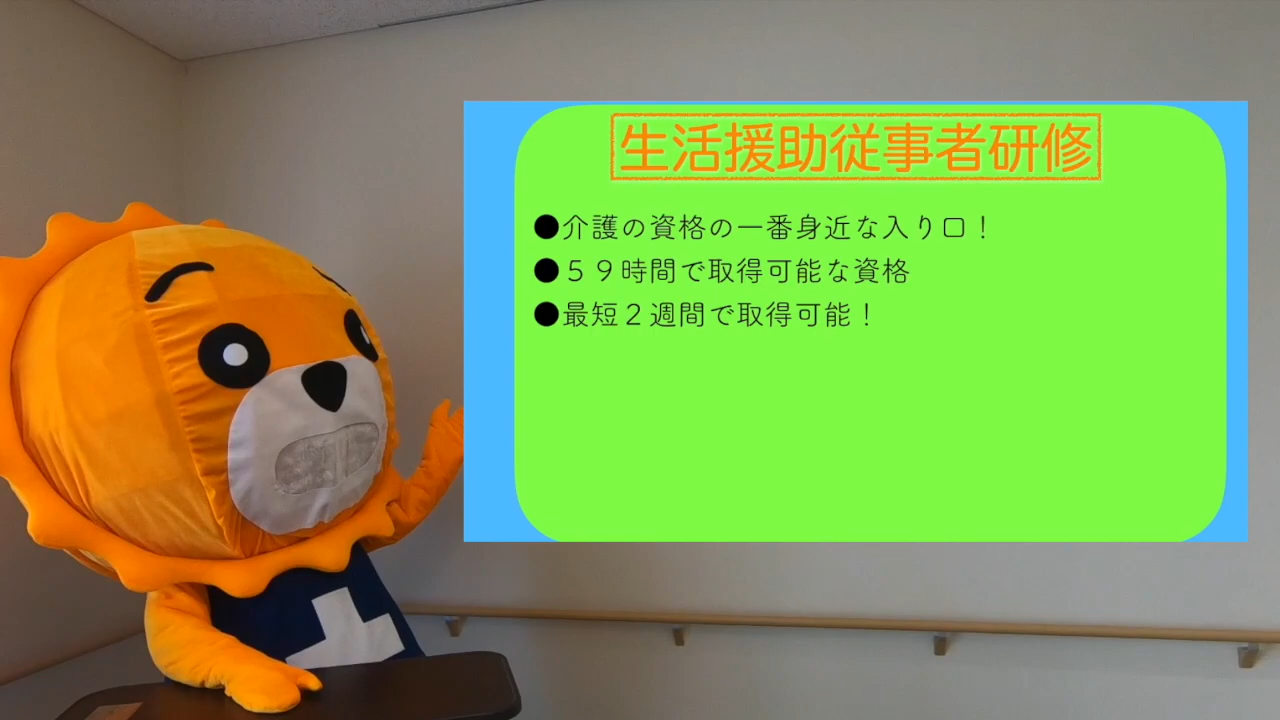 生活援助従事者研修
●介護の資格の一番身近な入り口！
●５９時間で取得可能な資格
●最短２週間で取得可能！